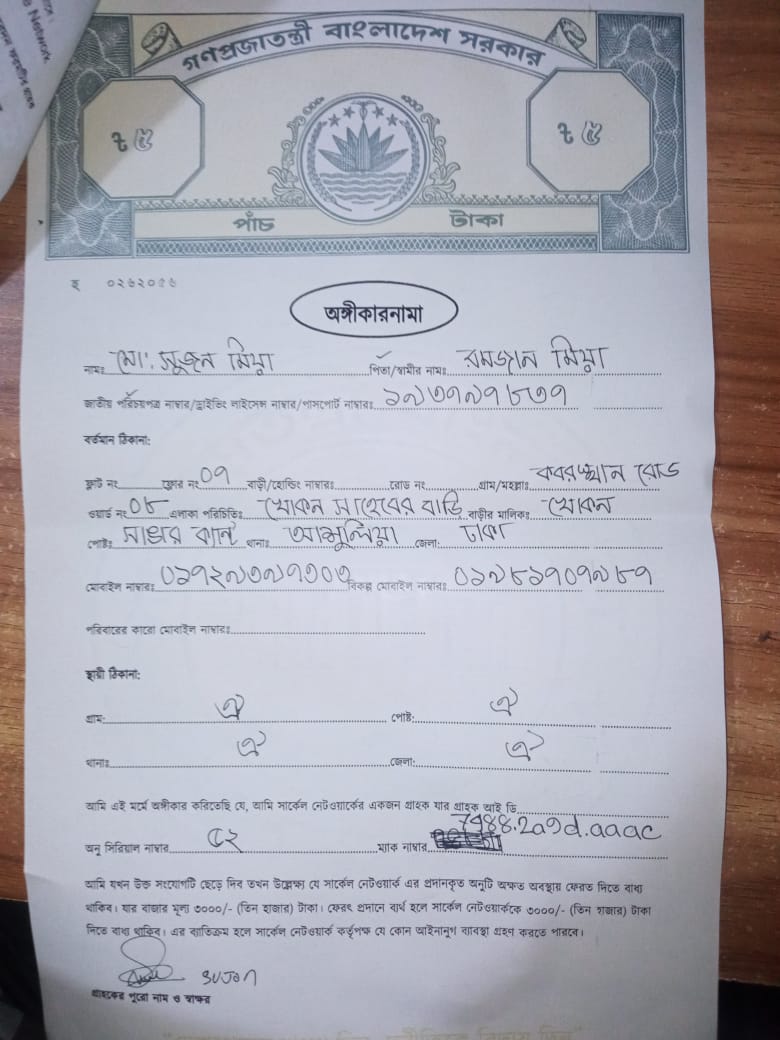 Network
গণপ্রজাতন্ত্রী বাংলাদেশ সরকার
৳ ৫ ৳ ৫
পাঁচ টাকা
হ ০২৬২০৫৬
অঙ্গীকারনামা
নামঃ মো: সুজন মিয়া পিতা/স্বামীর নামঃ রমজান মিয়া
জাতীয় পরিচয়পত্র নাম্বার/ড্রাইভিং লাইসেন্স নাম্বার/পাসপোর্ট নাম্বারঃ ১৯৩৭৯৭৮৩৭
বর্তমান ঠিকানা:
ফ্লাট নং ফ্লোর নং ০৭ বাড়ী/হোল্ডিং নাম্বারঃ রোড নং গ্রাম/মহল্লাঃ কবরস্থান রোড
ওয়ার্ড নং ০৮ এলাকা পরিচিতিঃ খোকন সাহেবের বাড়ি বাড়ীর মালিকঃ খোকন
পোষ্টঃ থানাঃ আশুলিয়া জেলা: ঢাকা
মোবাইল নাম্বারঃ বিকল্প মোবাইল নাম্বারঃ ০১৯৮১৭০৭৯৮৭
পরিবারের কারো মোবাইল নাম্বারঃ
স্থায়ী ঠিকানা:
গ্রাম: ঐ পোষ্ট: ঐ
থানাঃ ঐ জেলা: ঐ
আমি এই মর্মে অঙ্গীকার করিতেছি যে, আমি সার্কেল নেটওয়ার্কের একজন গ্রাহক যার গ্রাহক আই ডি
7488.2a9d.aaac
অনু সিরিয়াল নাম্বার ৫২ ম্যাক নাম্বার
আমি যখন উক্ত সংযোগটি ছেড়ে দিব তখন উল্লেক্ষ্য যে সার্কেল নেটওয়ার্ক এর প্রদানকৃত অনুটি অক্ষত অবস্থায় ফেরত দিতে বাধ্য
থাকিব। যার বাজার মূল্য ৩০০০/- (তিন হাজার) টাকা। ফেরৎ প্রদানে ব্যর্থ হলে সার্কেল নেটওয়ার্ককে ৩০০০/- (তিন হাজার) টাকা
দিতে বাধ্য থাকিব। এর ব্যতিক্রম হলে সার্কেল নেটওয়ার্ক কর্তৃপক্ষ যে কোন আইনানুগ ব্যবস্থা গ্রহণ করতে পারবে।
SUJON
গ্রাহকের পুরো নাম ও স্বাক্ষর